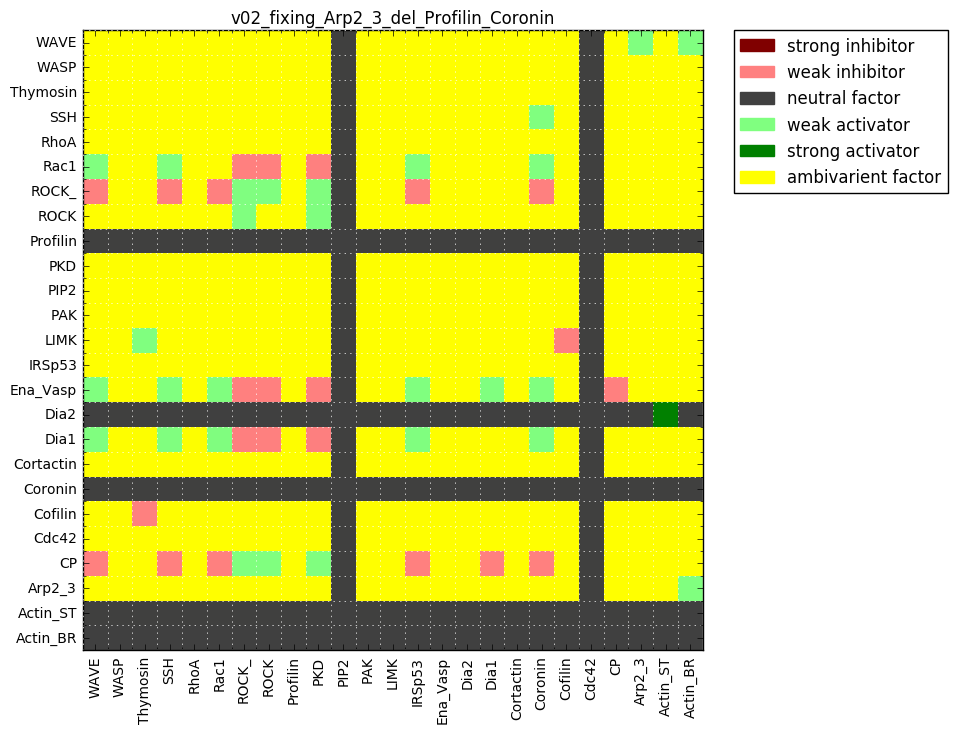 v02_fixing_Arp2_3_del_Profilin_Coronin
WAVE
WASP
Thymosin
SSH
RhoA
Rac1
ROCK_
ROCK
Profilin
PKD
PIP2
PAK
LIMK
IRSp53
Ena_Vasp
Dia2
Dia1
Cortactin
Coronin
Cofilin
Cdc42
CP
Arp2_3
Actin_ST
Actin_BR
WAVE
WASP
Thymosin
SSH
RhoA
Rac1
ROCK_
ROCK
Profilin
PKD
PIP2
PAK
LIMK
IRSp53
Ena_Vasp
Dia2
Dia1
Cortactin
Coronin
Cofilin
Cdc42
CP
Arp2_3
Actin_ST
Actin_BR
strong inhibitor
weak inhibitor
neutral factor
weak activator
strong activator
ambivarient factor